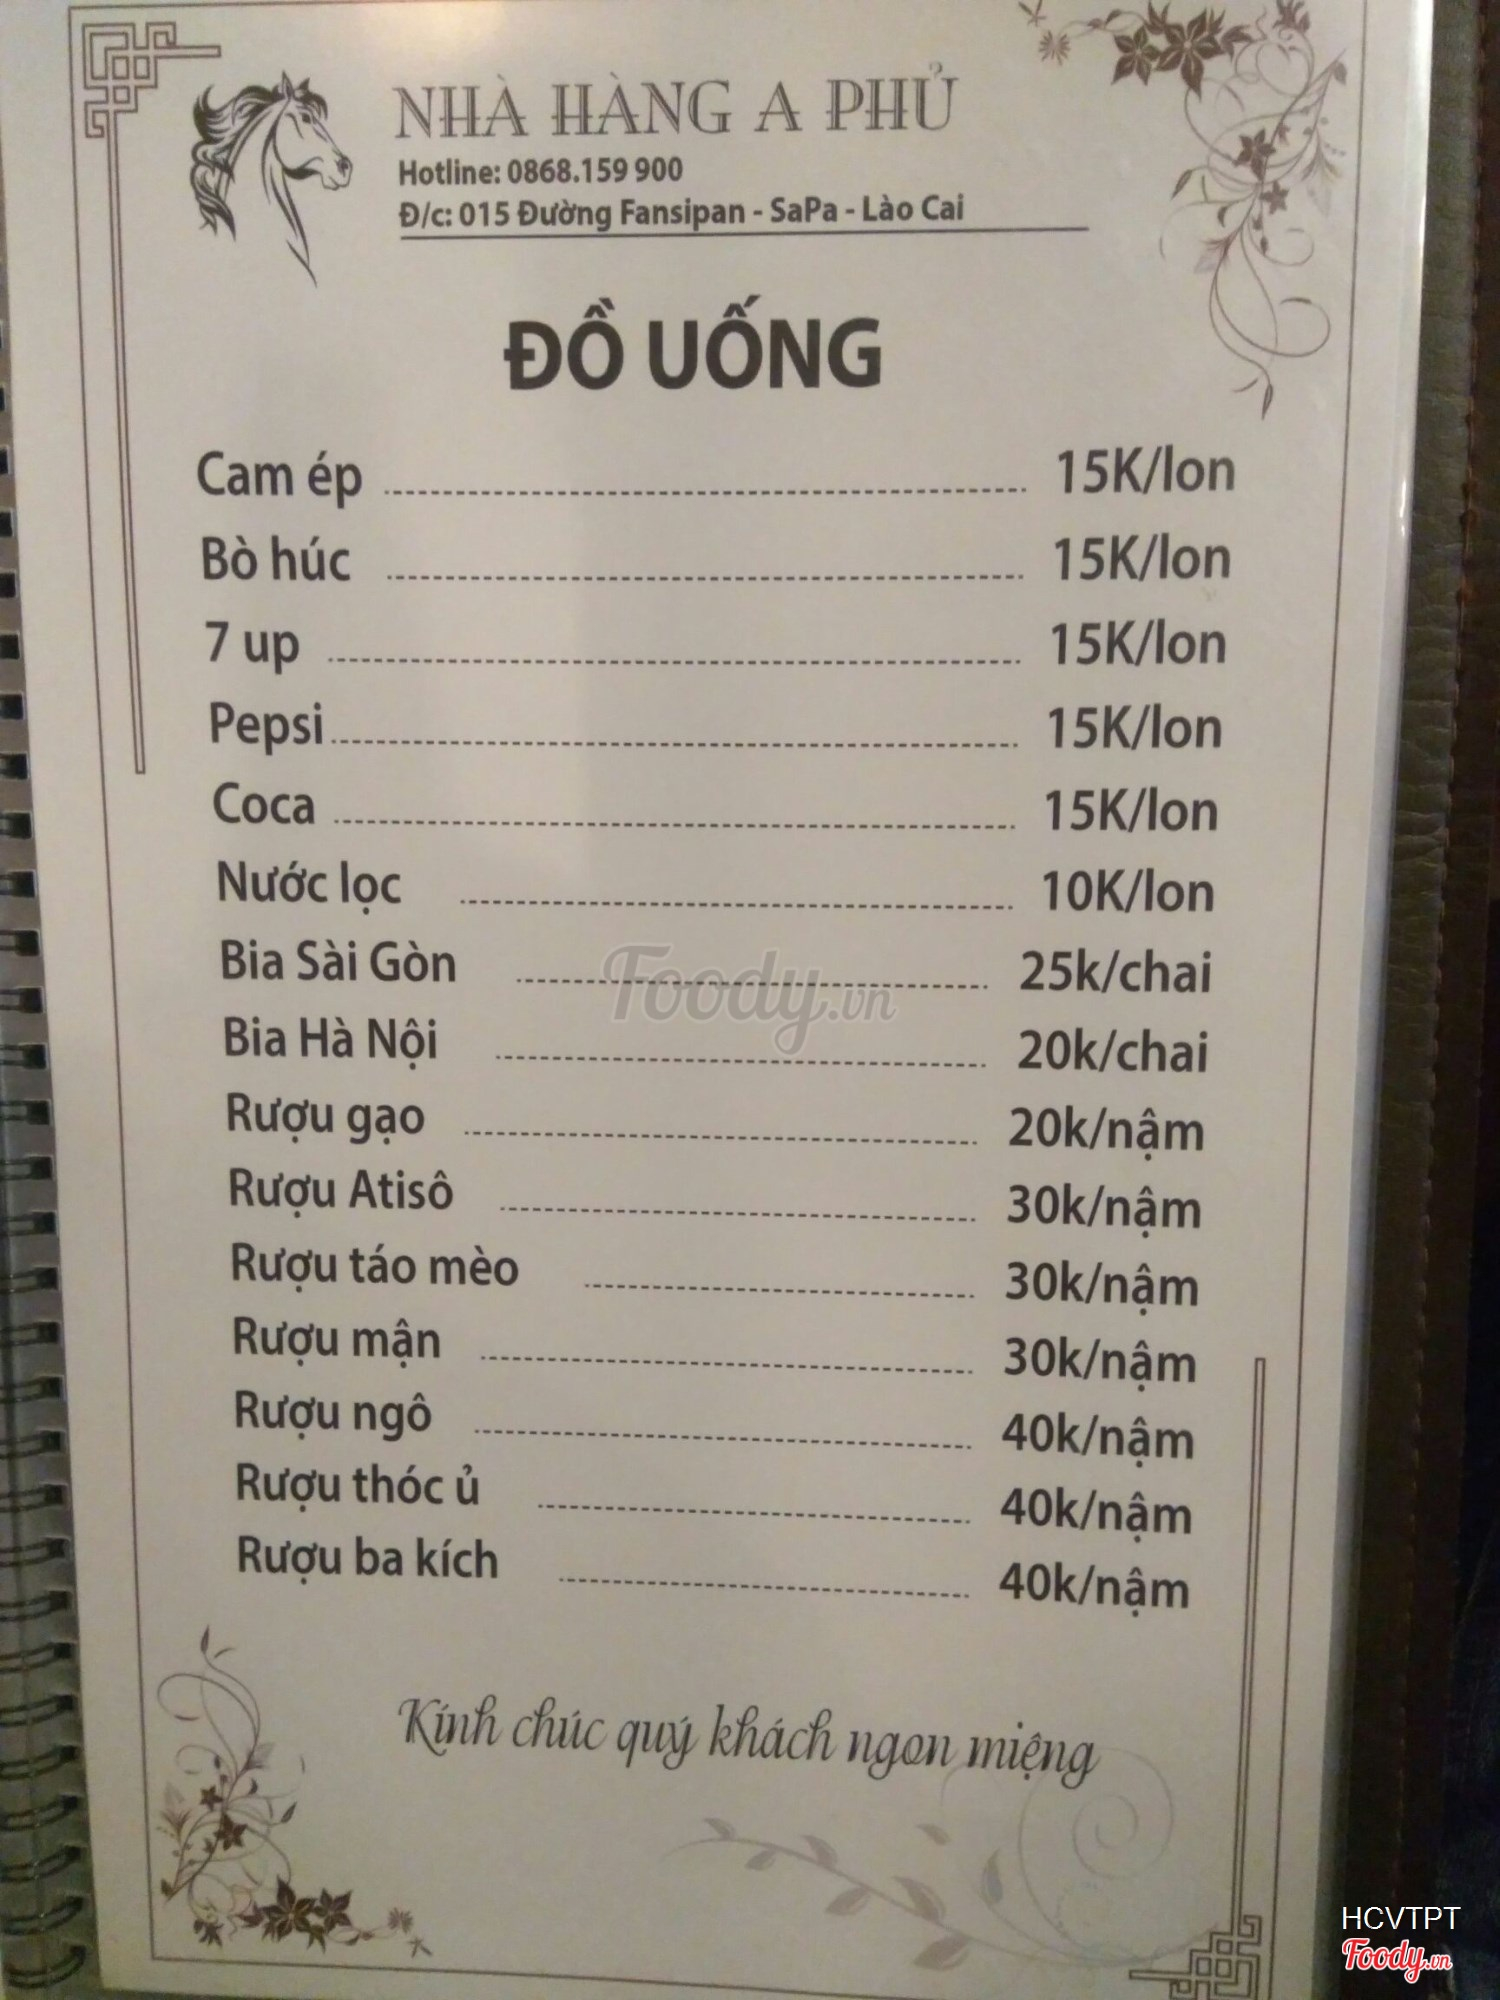 NHÀ HÀNG A PHỦ
Hotline: 0868.159 900
Đ/c: 015 Đường Fansipan - SaPa - Lào Cai
ĐỒ UỐNG
Cam ép 15K/lon
Bò húc 15K/lon
7 up 15K/lon
Pepsi 15K/lon
Coca 15K/lon
Nước lọc 10K/lon
Bia Sài Gòn 25k/chai
Bia Hà Nội 20k/chai
Rượu gạo 20k/nậm
Rượu Atisô 30k/nậm
Rượu táo mèo 30k/nậm
Rượu mận 30k/nậm
Rượu ngô 40k/nậm
Rượu thóc ủ 40k/nậm
Rượu ba kích 40k/nậm
Kính chúc quý khách ngon miệng
Foody.vn
HCVTPT
Foody.vn